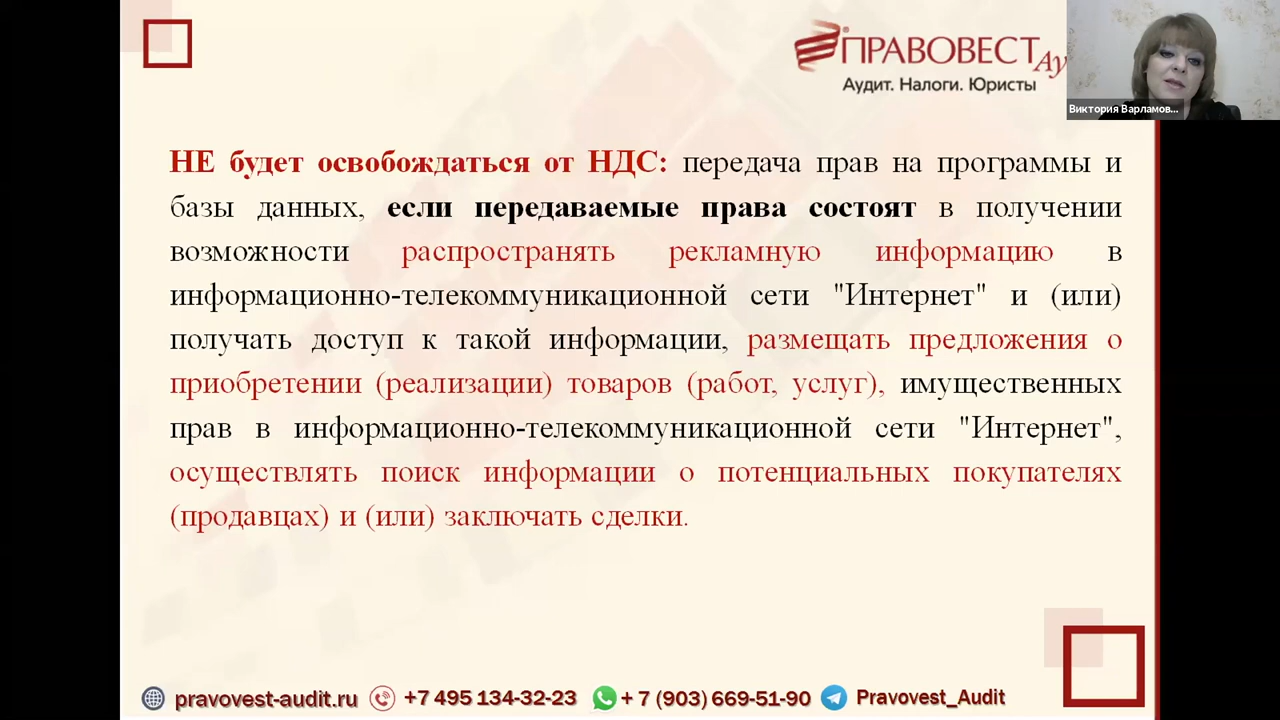 ПРАВОВЕСТ Ау
Аудит. Налоги. Юристы
Виктория Варламов...
НЕ будет освобождаться от НДС: передача прав на программы и
базы данных, если передаваемые права состоят в получении
возможности распространять рекламную информацию в
информационно-телекоммуникационной сети "Интернет" и (или)
получать доступ к такой информации, размещать предложения о
приобретении (реализации) товаров (работ, услуг), имущественных
прав в информационно-телекоммуникационной сети "Интернет",
осуществлять поиск информации о потенциальных покупателях
(продавцах) и (или) заключать сделки.
pravovest-audit.ru +7 495 134-32-23 + 7 (903) 669-51-90 Pravovest_Audit